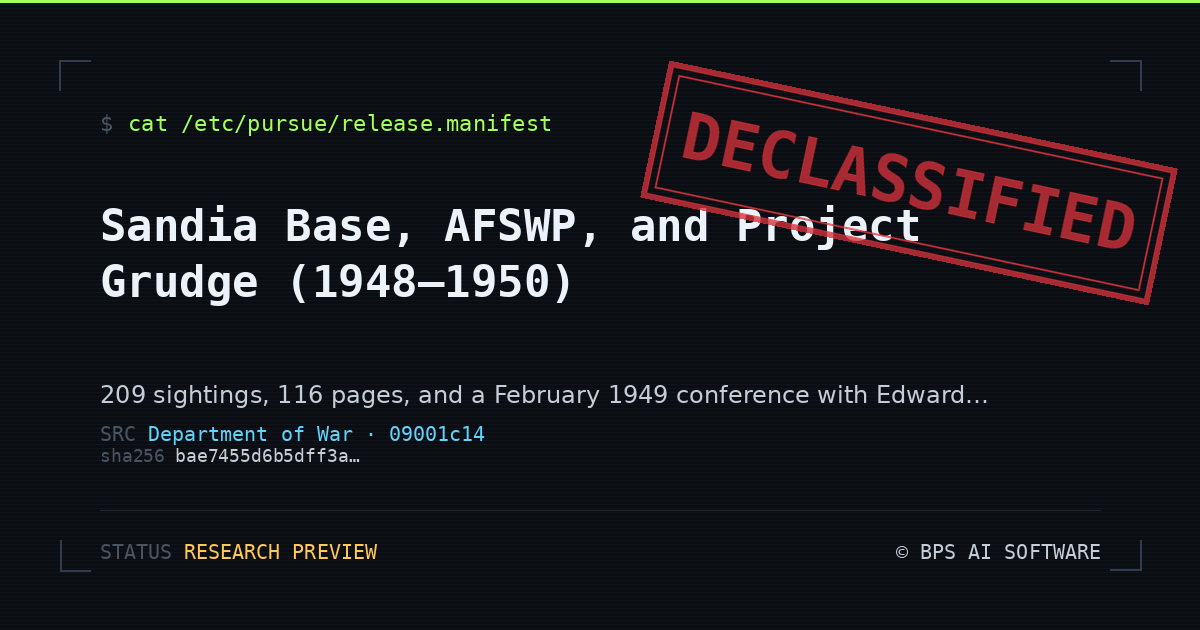 $ cat /etc/pursue/release.manifest
DECLASSIFIED
Sandia Base, AFSWP, and Project
Grudge (1948–1950)
209 sightings, 116 pages, and a February 1949 conference with Edward…
SRC Department of War · 09001c14
sha256 bae7455d6b5dff3a…
STATUS RESEARCH PREVIEW
© BPS AI SOFTWARE